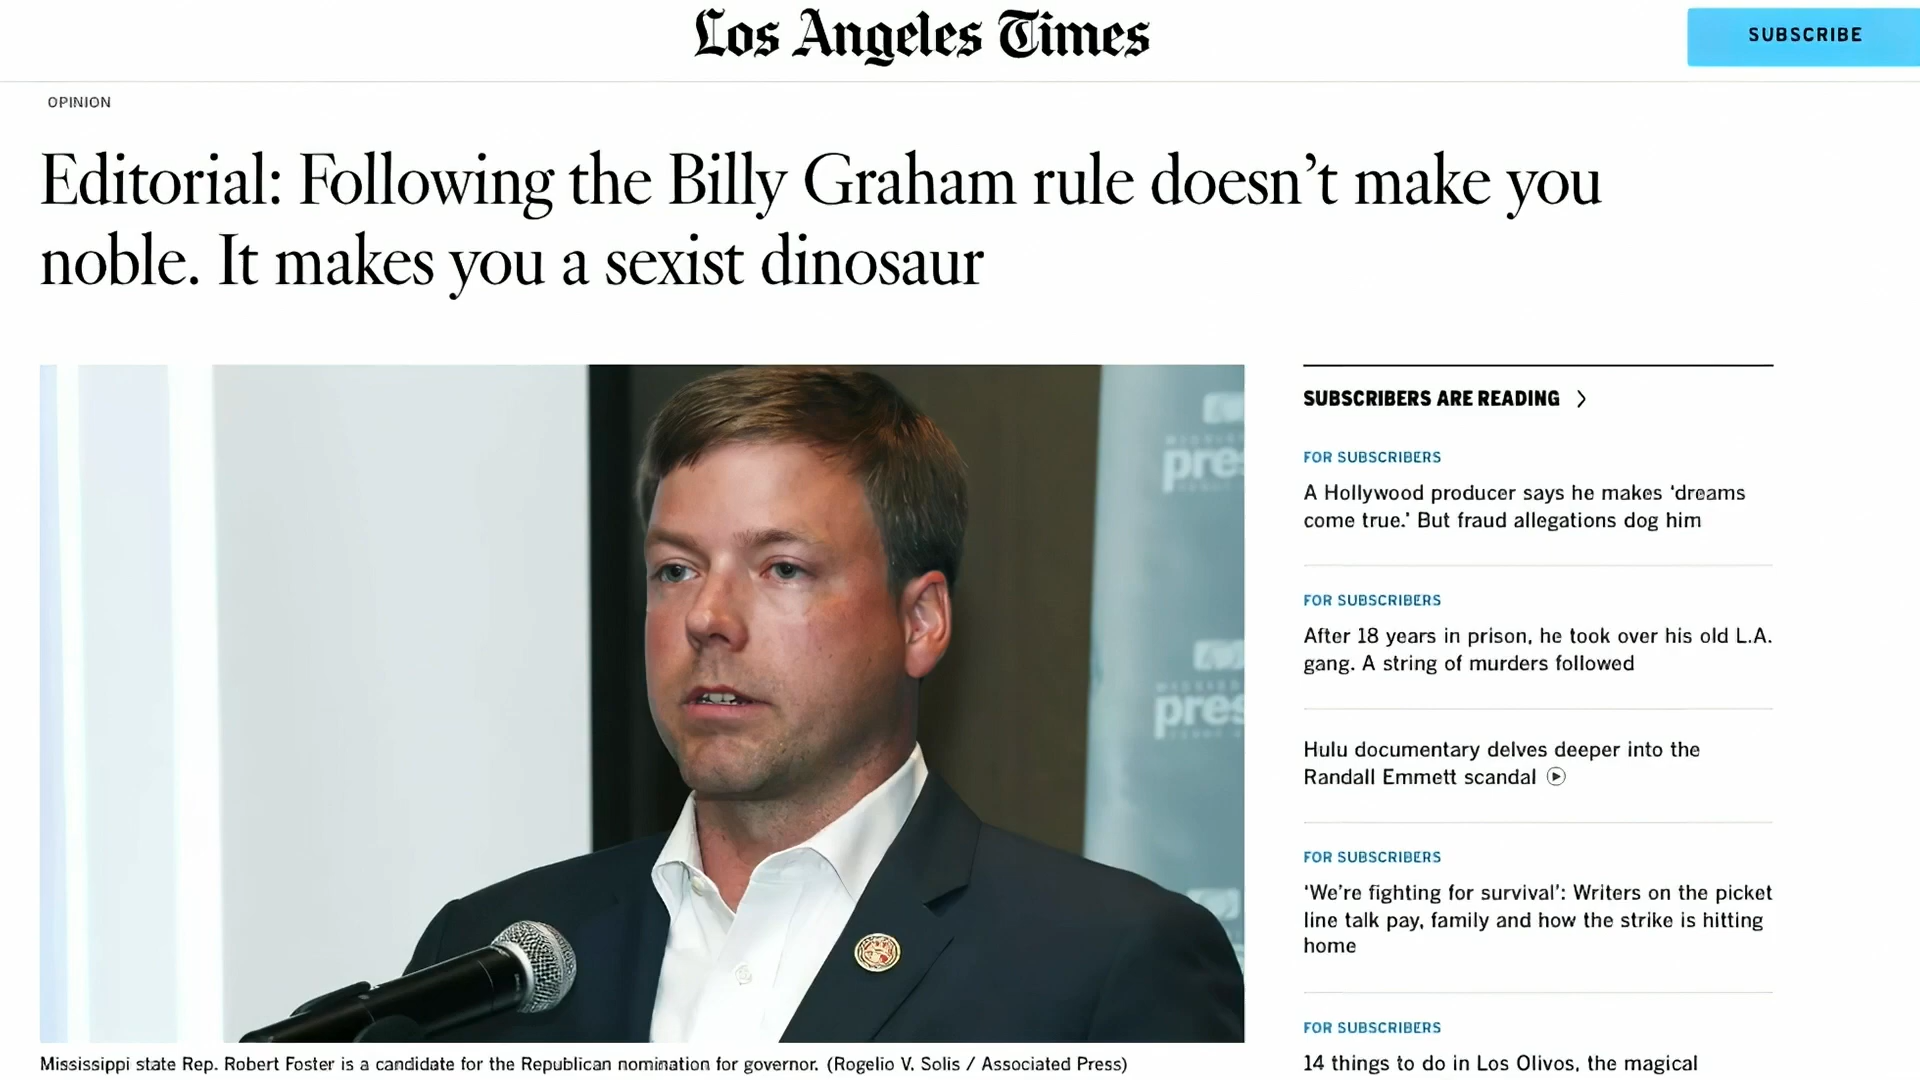 Los Angeles Times
SUBSCRIBE
OPINION
Editorial: Following the Billy Graham rule doesn’t make you
noble. It makes you a sexist dinosaur
pres
pres
SUBSCRIBERS ARE READING
FOR SUBSCRIBERS
A Hollywood producer says he makes ‘dreams
come true.’ But fraud allegations dog him
FOR SUBSCRIBERS
After 18 years in prison, he took over his old L.A.
gang. A string of murders followed
Hulu documentary delves deeper into the
Randall Emmett scandal
FOR SUBSCRIBERS
‘We’re fighting for survival’: Writers on the picket
line talk pay, family and how the strike is hitting
home
FOR SUBSCRIBERS
14 things to do in Los Olivos, the magical
Mississippi state Rep. Robert Foster is a candidate for the Republican nomination for governor. (Rogelio V. Solis / Associated Press)